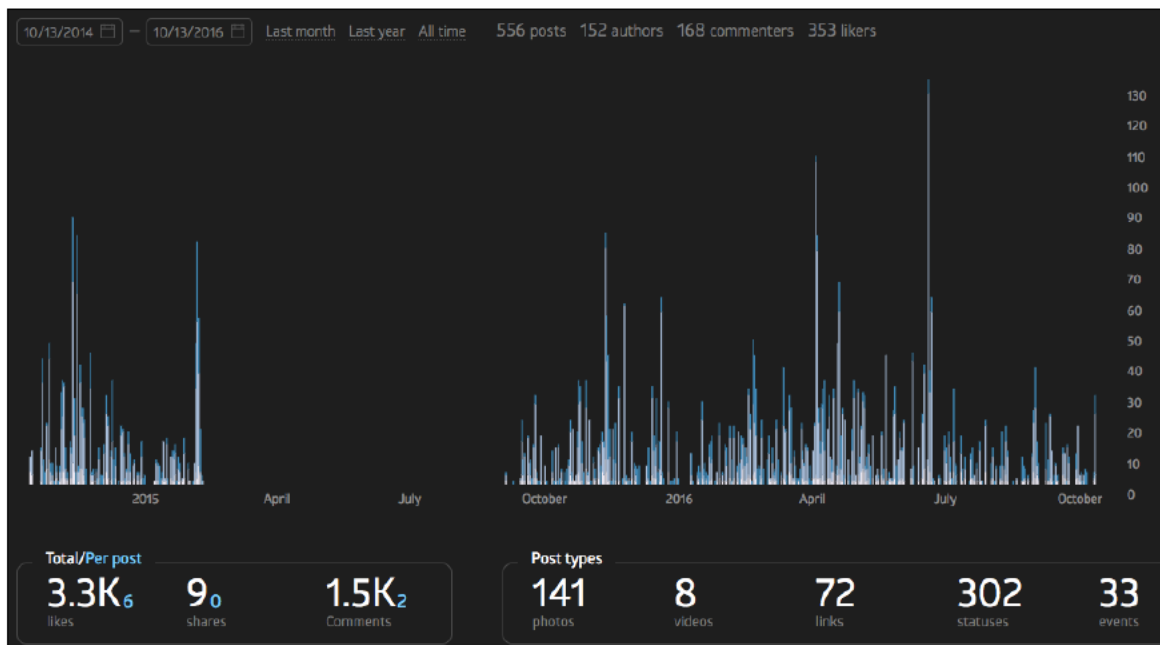 10/13/2014 — 10/13/2016 Last month Last year All time 556 posts 152 authors 168 commenters 353 likers
130
120
110
100
90
80
70
60
50
40
30
20
10
0
2015 April July October 2016 April July October
Total/Per post
3.3K6 90 1.5K2
likes shares Comments
Post types
141 8 72 302 33
photos videos links statuses events